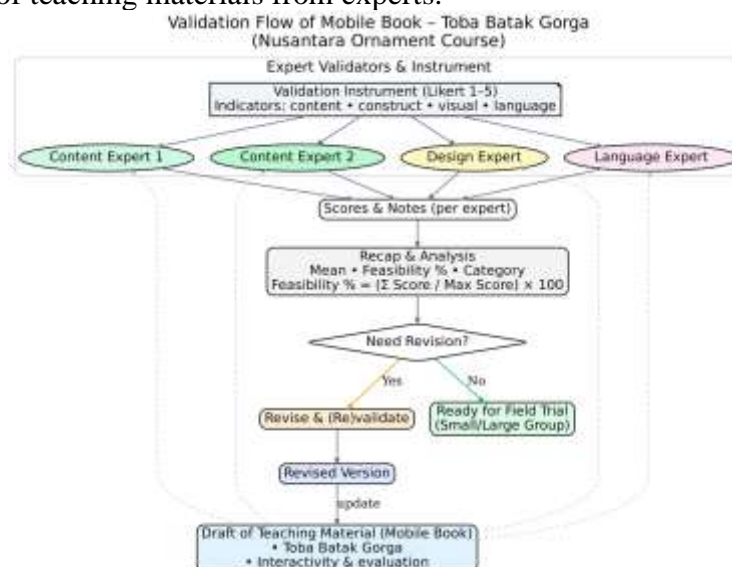 of teaching materials from experts.
Validation Flow of Mobile Book – Toba Batak Gorga
(Nusantara Ornament Course)
Expert Validators & Instrument
Validation Instrument (Likert 1–5)
Indicators: content • construct • visual • language
Content Expert 1
Content Expert 2
Design Expert
Language Expert
Scores & Notes (per expert)
Recap & Analysis
Mean • Feasibility % • Category
Feasibility % = (Σ Score / Max Score) × 100
Need Revision?
Yes
No
Revise & (Re)validate
Ready for Field Trial
(Small/Large Group)
Revised Version
update
Draft of Teaching Material (Mobile Book)
• Toba Batak Gorga
• Interactivity & evaluation